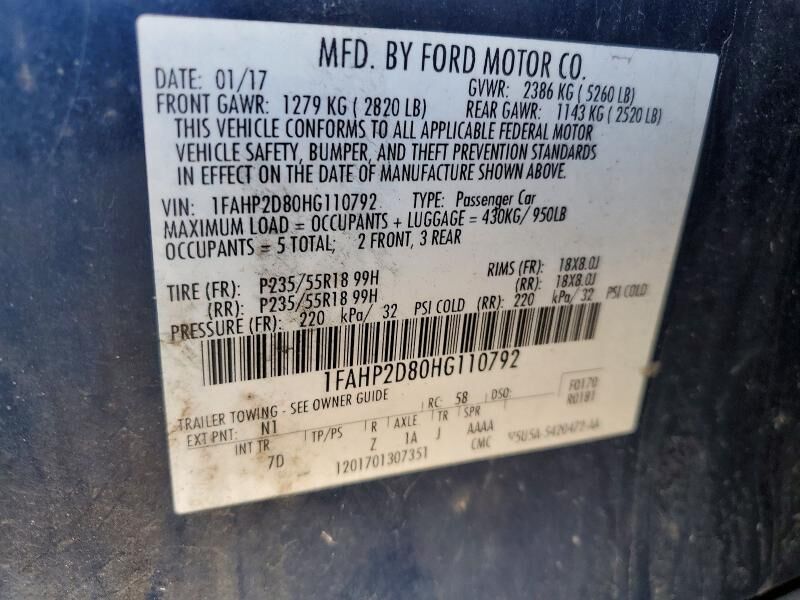 MFD. BY FORD MOTOR CO.
DATE: 01/17 GVWR: 2386 KG ( 5260 LB)
FRONT GAWR: 1279 KG ( 2820 LB) REAR GAWR: 1143 KG ( 2520 LB)
THIS VEHICLE CONFORMS TO ALL APPLICABLE FEDERAL MOTOR
VEHICLE SAFETY, BUMPER, AND THEFT PREVENTION STANDARDS
IN EFFECT ON THE DATE OF MANUFACTURE SHOWN ABOVE.
VIN: 1FAHP2D80HG110792 TYPE: Passenger Car
MAXIMUM LOAD = OCCUPANTS + LUGGAGE = 430KG/ 950LB
OCCUPANTS = 5 TOTAL; 2 FRONT, 3 REAR
TIRE (FR): P235/55R18 99H RIMS (FR): 18X8.0J
(RR): P235/55R18 99H (RR): 18X8.0J
PRESSURE (FR): 220 kPa/ 32 PSI COLD (RR): 220 kPa/ 32 PSI COLD
1FAHP2D80HG110792
TRAILER TOWING - SEE OWNER GUIDE RC: 58 DSO: F0170
EXT PNT: N1 R0181
INT TR TP/PS R AXLE TR SPR
7D Z 1A J AAAA
1201701307351 CMC 5U5A-5420472-AA